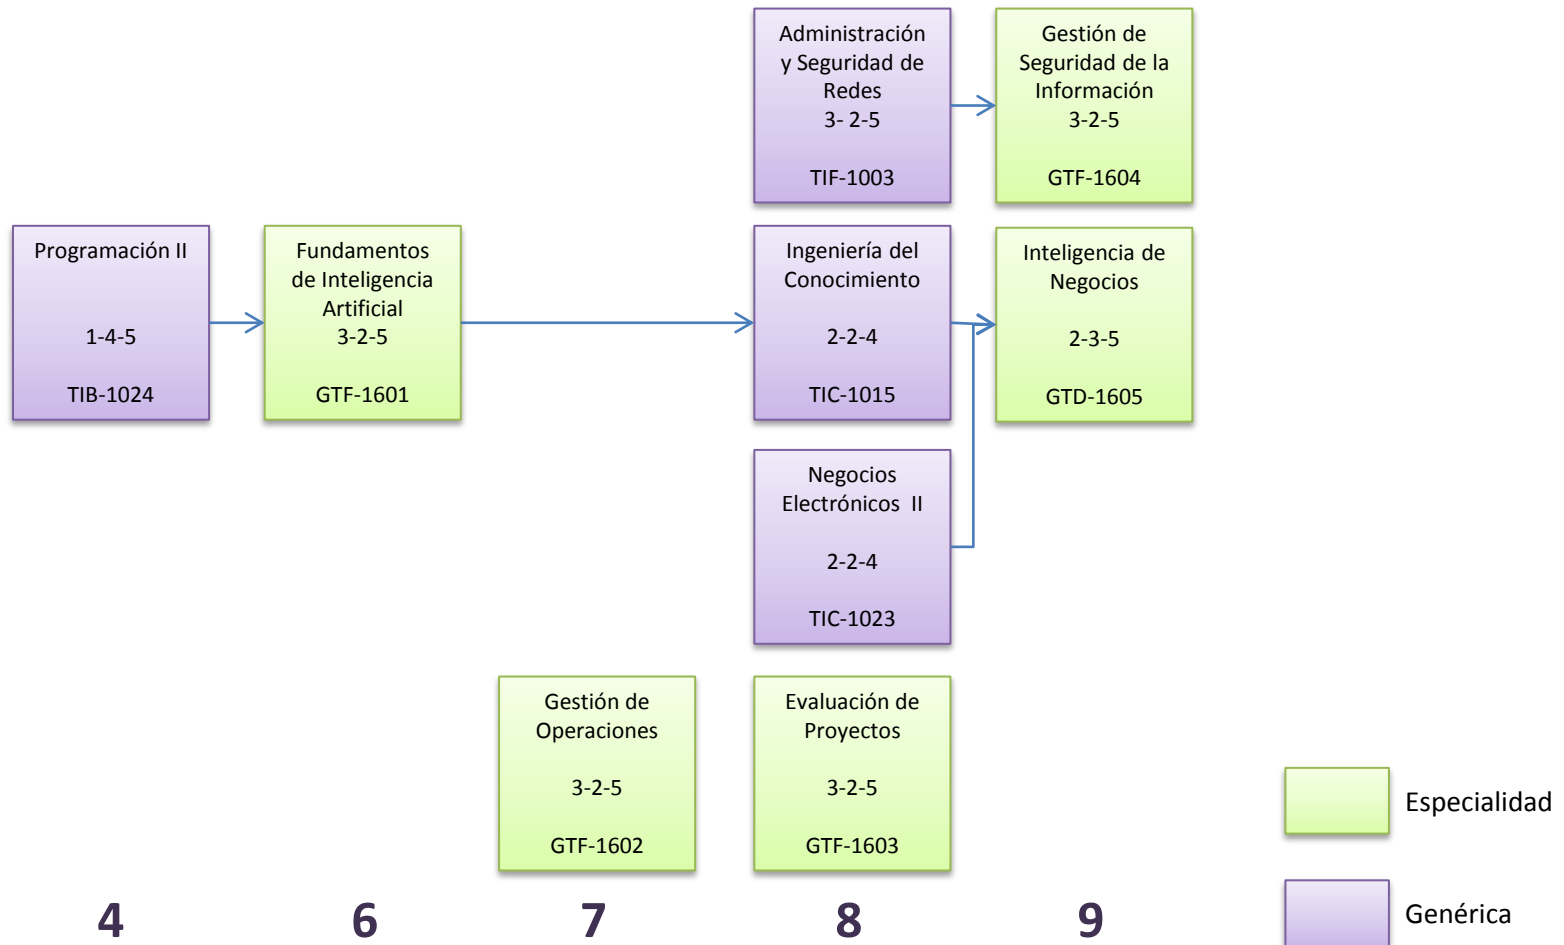 Administración
y Seguridad de
Redes
3- 2-5
TIF-1003
Gestión de
Seguridad de la
Información
3-2-5
GTF-1604
Programación II
1-4-5
TIB-1024
Fundamentos
de Inteligencia
Artificial
3-2-5
GTF-1601
Ingeniería del
Conocimiento
2-2-4
TIC-1015
Inteligencia de
Negocios
2-3-5
GTD-1605
Negocios
Electrónicos II
2-2-4
TIC-1023
Gestión de
Operaciones
3-2-5
GTF-1602
Evaluación de
Proyectos
3-2-5
GTF-1603
Especialidad
Genérica
4 6 7 8 9